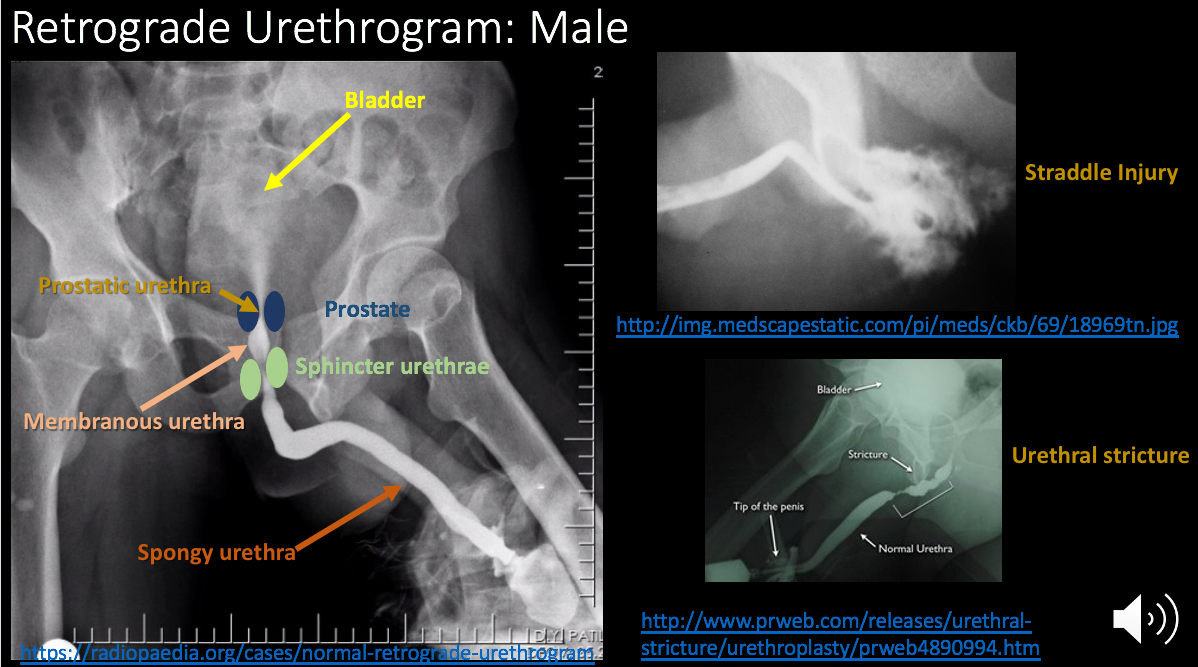 Retrograde Urethrogram: Male
2
Bladder
Prostatic urethra
Prostate
Sphincter urethrae
Membranous urethra
Spongy urethra
https://radiopaedia.org/cases/normal-retrograde-urethrogram
Straddle Injury
http://img.medscapestatic.com/pi/meds/ckb/69/18969tn.jpg
Bladder
Stricture
Tip of the penis
Normal Urethra
Urethral stricture
http://www.prweb.com/releases/urethral-
stricture/urethroplasty/prweb4890994.htm